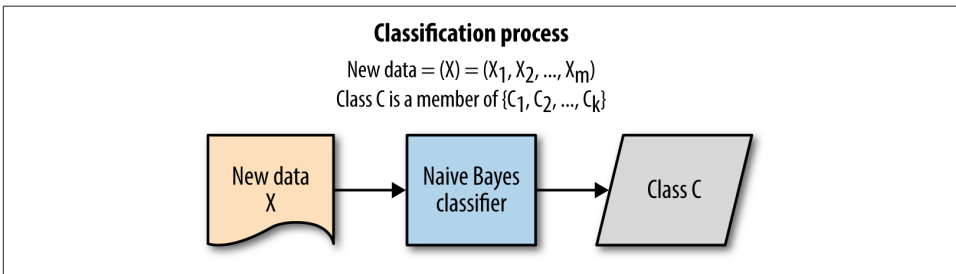 Classification process
New data = (X) = (X₁, X₂, ..., Xₘ)
Class C is a member of {C₁, C₂, ..., Cₖ}
New data
X
Naive Bayes
classifier
Class C